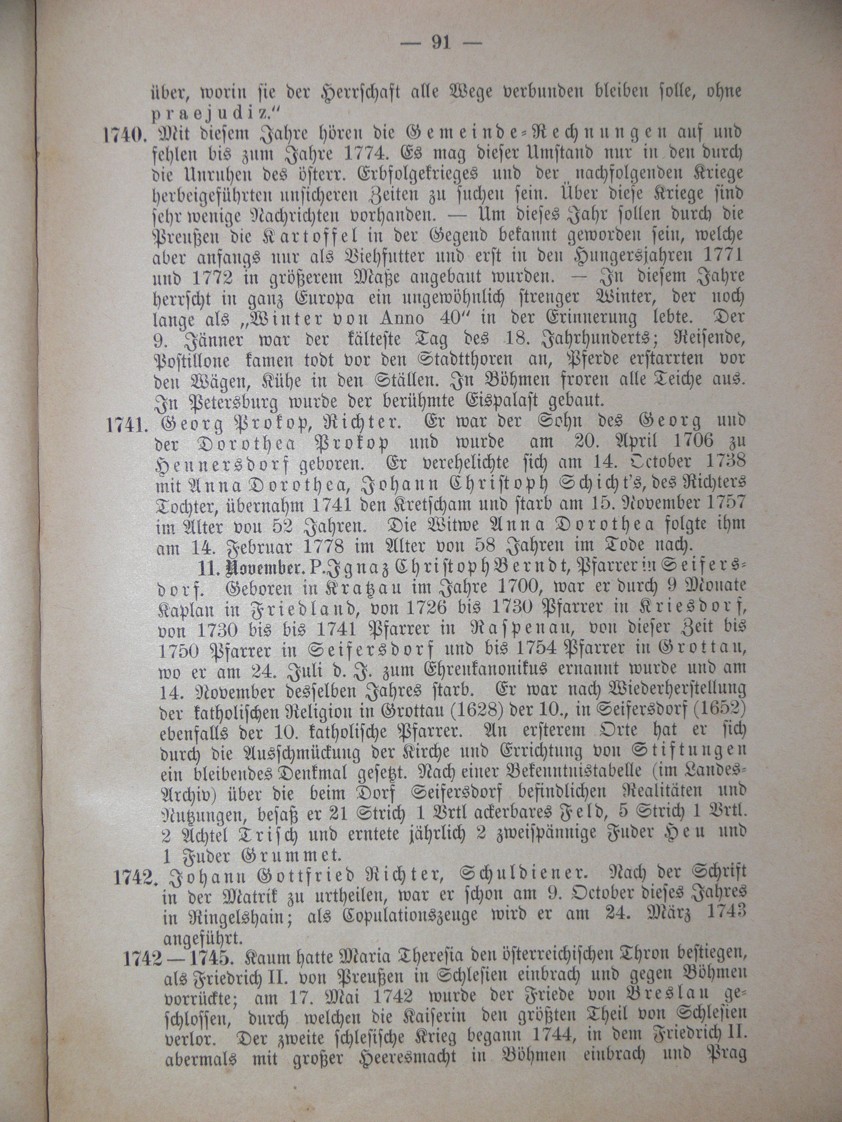 — 91 —
über, worin sie der Herrschaft alle Wege verbunden bleiben solle, ohne
praejudiz."
1740. Mit diesem Jahre hören die Gemeinde-Rechnungen auf und
fehlen bis zum Jahre 1774. Es mag dieser Umstand nur in den durch
die Unruhen des österr. Erbfolgekrieges und der nachfolgenden Kriege
herbeigeführten unsicheren Zeiten zu suchen sein. Über diese Kriege sind
sehr wenige Nachrichten vorhanden. — Um dieses Jahr sollen durch die
Preußen die Kartoffel in der Gegend bekannt geworden sein, welche
aber anfangs nur als Viehfutter und erst in den Hungersjahren 1771
und 1772 in größerem Maße angebaut wurden. — In diesem Jahre
herrscht in ganz Europa ein ungewöhnlich strenger Winter, der noch
lange als „Winter von Anno 40" in der Erinnerung lebte. Der
9. Jänner war der kälteste Tag des 18. Jahrhunderts; Reisende,
Postillone kamen todt vor den Stadtthoren an, Pferde erstarrten vor
den Wägen, Kühe in den Ställen. In Böhmen froren alle Teiche aus.
In Petersburg wurde der berühmte Eispalast gebaut.
1741. Georg Prokop, Richter. Er war der Sohn des Georg und
der Dorothea Prokop und wurde am 20. April 1706 zu
Hennersdorf geboren. Er verehelichte sich am 14. October 1738
mit Anna Dorothea, Johann Christoph Schicht's, des Richters
Tochter, übernahm 1741 den Kretscham und starb am 15. November 1757
im Alter von 52 Jahren. Die Witwe Anna Dorothea folgte ihm
am 14. Februar 1778 im Alter von 58 Jahren im Tode nach.
11. November. P. Ignaz Christoph Berndt, Pfarrer in Seifers-
dorf. Geboren in Kratzau im Jahre 1700, war er durch 9 Monate
Kaplan in Friedland, von 1726 bis 1730 Pfarrer in Kriesdorf,
von 1730 bis bis 1741 Pfarrer in Raspenau, von dieser Zeit bis
1750 Pfarrer in Seifersdorf und bis 1754 Pfarrer in Grottau,
wo er am 24. Juli d. J. zum Ehrenkanonikus ernannt wurde und am
14. November desselben Jahres starb. Er war nach Wiederherstellung
der katholischen Religion in Grottau (1628) der 10., in Seifersdorf (1652)
ebenfalls der 10. katholische Pfarrer. An ersterem Orte hat er sich
durch die Ausschmückung der Kirche und Errichtung von Stiftungen
ein bleibendes Denkmal gesetzt. Nach einer Bekenntnistabelle (im Landes-
Archiv) über die beim Dorf Seifersdorf befindlichen Realitäten und
Nutzungen, besaß er 21 Strich 1 Vrtl ackerbares Feld, 5 Strich 1 Vrtl.
2 Achtel Trisch und erntete jährlich 2 zweispännige Fuder Heu und
1 Fuder Grummet.
1742. Johann Gottfried Richter, Schuldiener. Nach der Schrift
in der Matrik zu urtheilen, war er schon am 9. October dieses Jahres
in Ringelshain; als Copulationszeuge wird er am 24. März 1743
angeführt.
1742—1745. Kaum hatte Maria Theresia den österreichischen Thron bestiegen,
als Friedrich II. von Preußen in Schlesien einbrach und gegen Böhmen
vorrückte; am 17. Mai 1742 wurde der Friede von Breslau ge-
schlossen, durch welchen die Kaiserin den größten Theil von Schlesien
verlor. Der zweite schlesische Krieg begann 1744, in dem Friedrich II.
abermals mit großer Heeresmacht in Böhmen einbrach und Prag